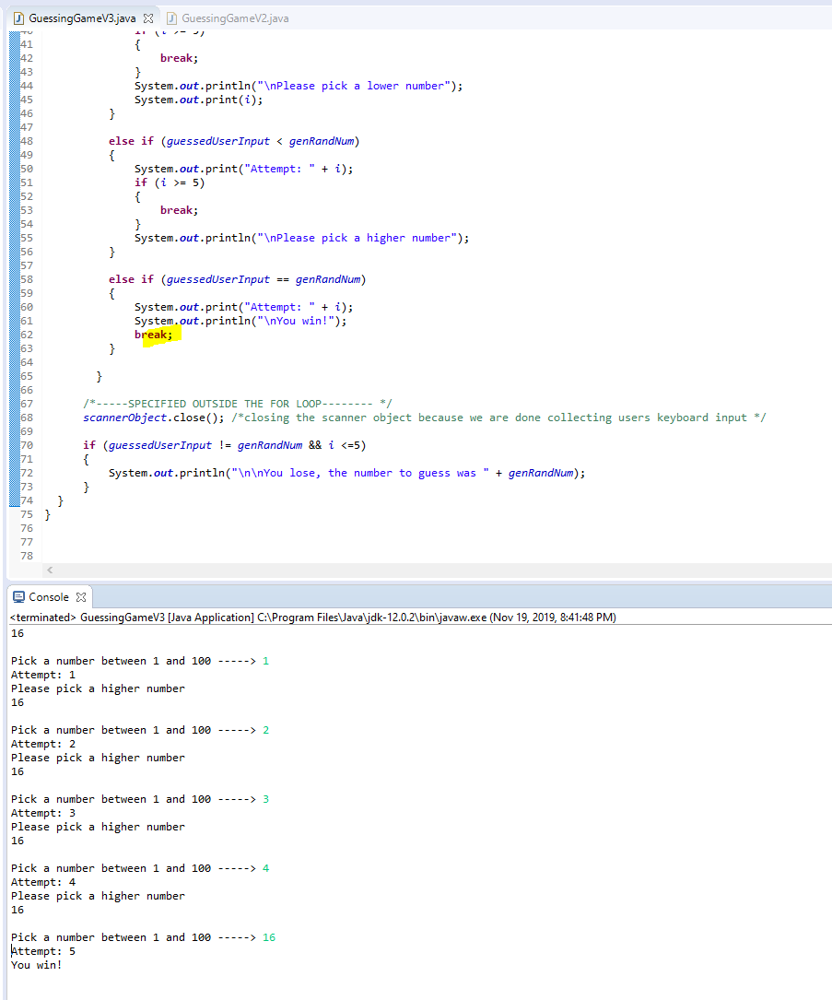 GuessingGameV3.java GuessingGameV2.java
40 if (i >= 5)
41 {
42 break;
43 }
44 System.out.println("\nPlease pick a lower number");
45 System.out.print(i);
46 }
47
48 else if (guessedUserInput < genRandNum)
49 {
50 System.out.print("Attempt: " + i);
51 if (i >= 5)
52 {
53 break;
54 }
55 System.out.println("\nPlease pick a higher number");
56 }
57
58 else if (guessedUserInput == genRandNum)
59 {
60 System.out.print("Attempt: " + i);
61 System.out.println("\nYou win!");
62 break;
63 }
64
65 }
66
67 /*-----SPECIFIED OUTSIDE THE FOR LOOP-------- */
68 scannerObject.close(); /*closing the scanner object because we are done collecting users keyboard input */
69
70 if (guessedUserInput != genRandNum && i <=5)
71 {
72 System.out.println("\n\nYou lose, the number to guess was " + genRandNum);
73 }
74 }
75 }
76
77
78
Console
<terminated> GuessingGameV3 [Java Application] C:\Program Files\Java\jdk-12.0.2\bin\javaw.exe (Nov 19, 2019, 8:41:48 PM)
16
Pick a number between 1 and 100 -----> 1
Attempt: 1
Please pick a higher number
16
Pick a number between 1 and 100 -----> 2
Attempt: 2
Please pick a higher number
16
Pick a number between 1 and 100 -----> 3
Attempt: 3
Please pick a higher number
16
Pick a number between 1 and 100 -----> 4
Attempt: 4
Please pick a higher number
16
Pick a number between 1 and 100 -----> 16
Attempt: 5
You win!